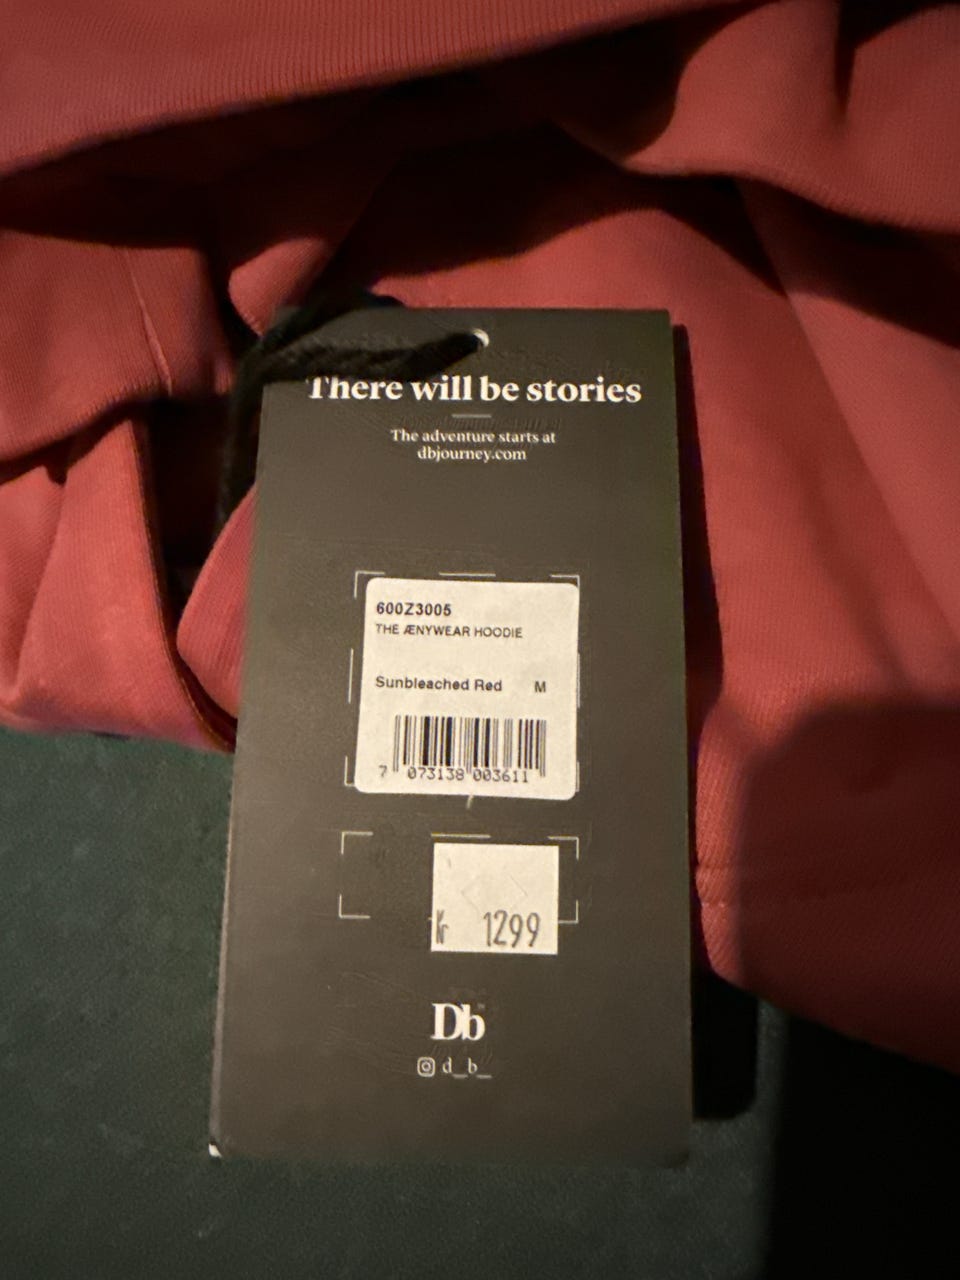 There will be stories
The adventure starts at
dbjourney.com
600Z3005
THE ÆNYWEAR HOODIE
Sunbleached Red M
7 073138 003611
Kr 1299
Db
d_b_